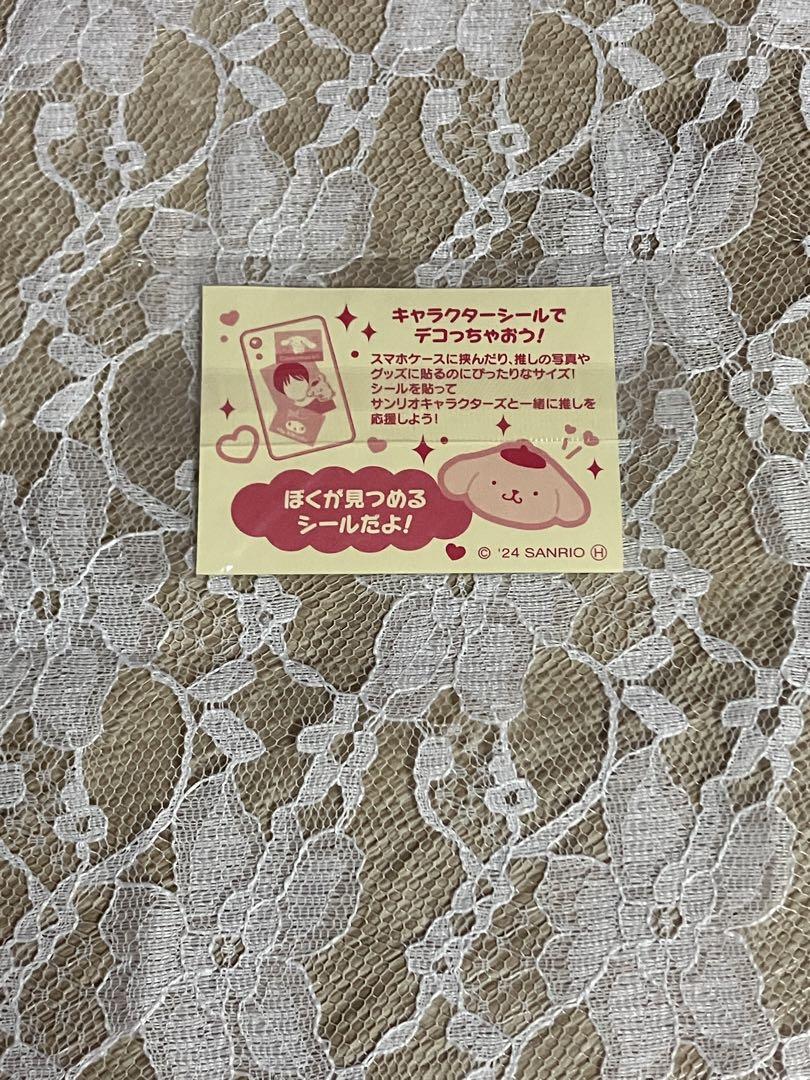 キャラクターシールで
デコっちゃおう!
スマホケースに挟んだり、推しの写真や
グッズに貼るのにぴったりなサイズ!
シールを貼って
サンリオキャラクターズと一緒に推しを
応援しよう!
ぼくが見つめる
シールだよ!
© '24 SANRIO Ⓗ